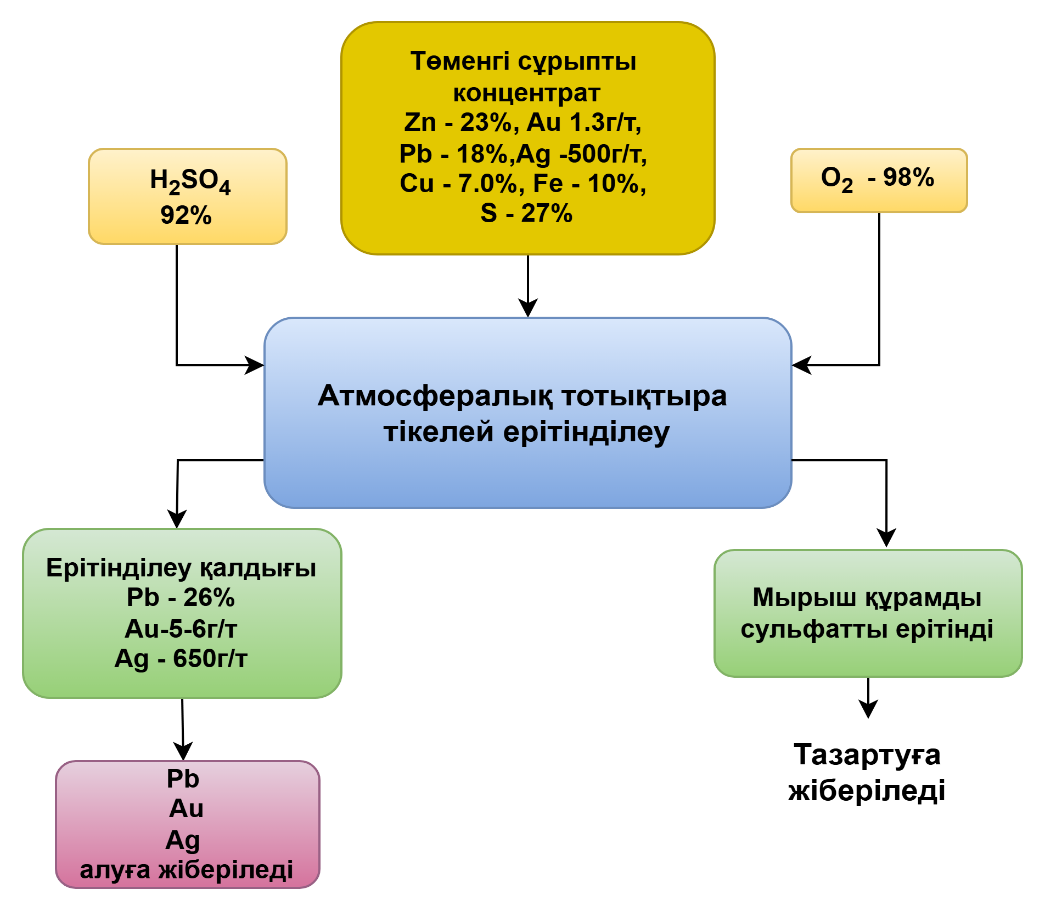 Төменгі сұрыпты
концентрат
Zn - 23%, Au 1.3г/т,
Pb - 18%,Ag -500г/т,
Cu - 7.0%, Fe - 10%,
S - 27%
H₂SO₄
92%
O₂ - 98%
Атмосфералық тотықтыра
тікелей ерітінділеу
Ерітінділеу қалдығы
Pb - 26%
Au-5-6г/т
Ag - 650г/т
Мырыш құрамды
сульфатты ерітінді
Pb
Au
Ag
алуға жіберіледі
Тазартуға
жіберіледі